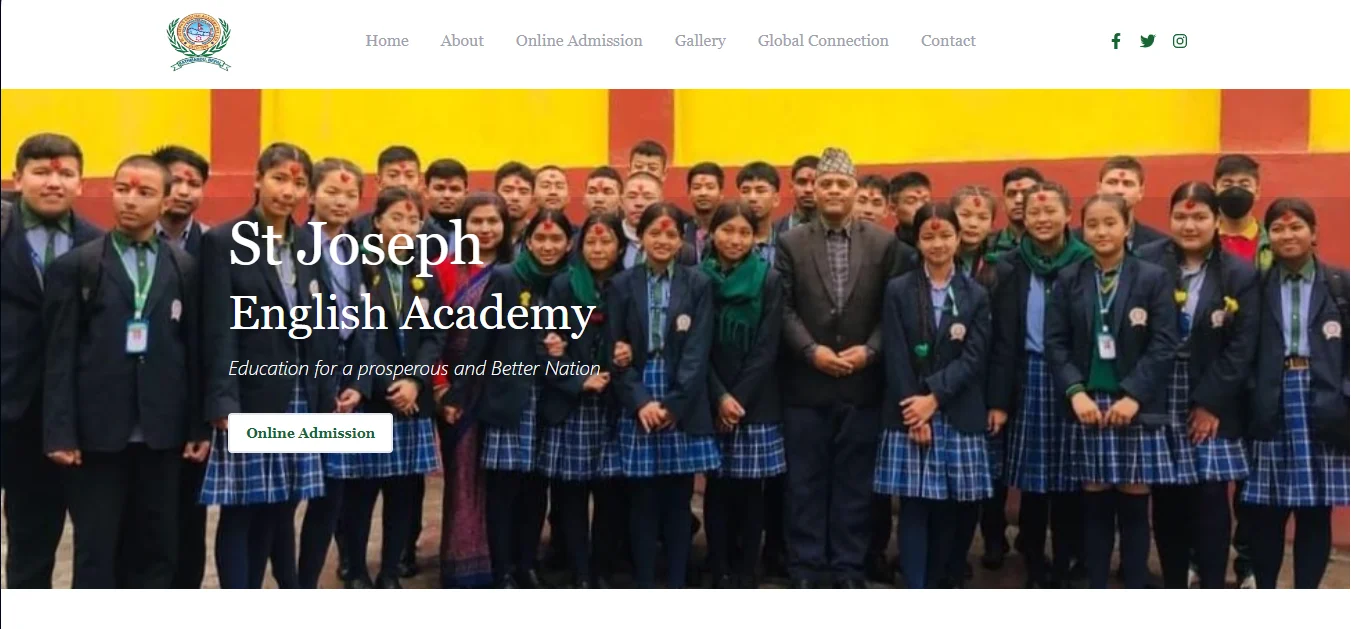 Home
About
Online Admission
Gallery
Global Connection
Contact
St Joseph
English Academy
Education for a prosperous and Better Nation
Online Admission